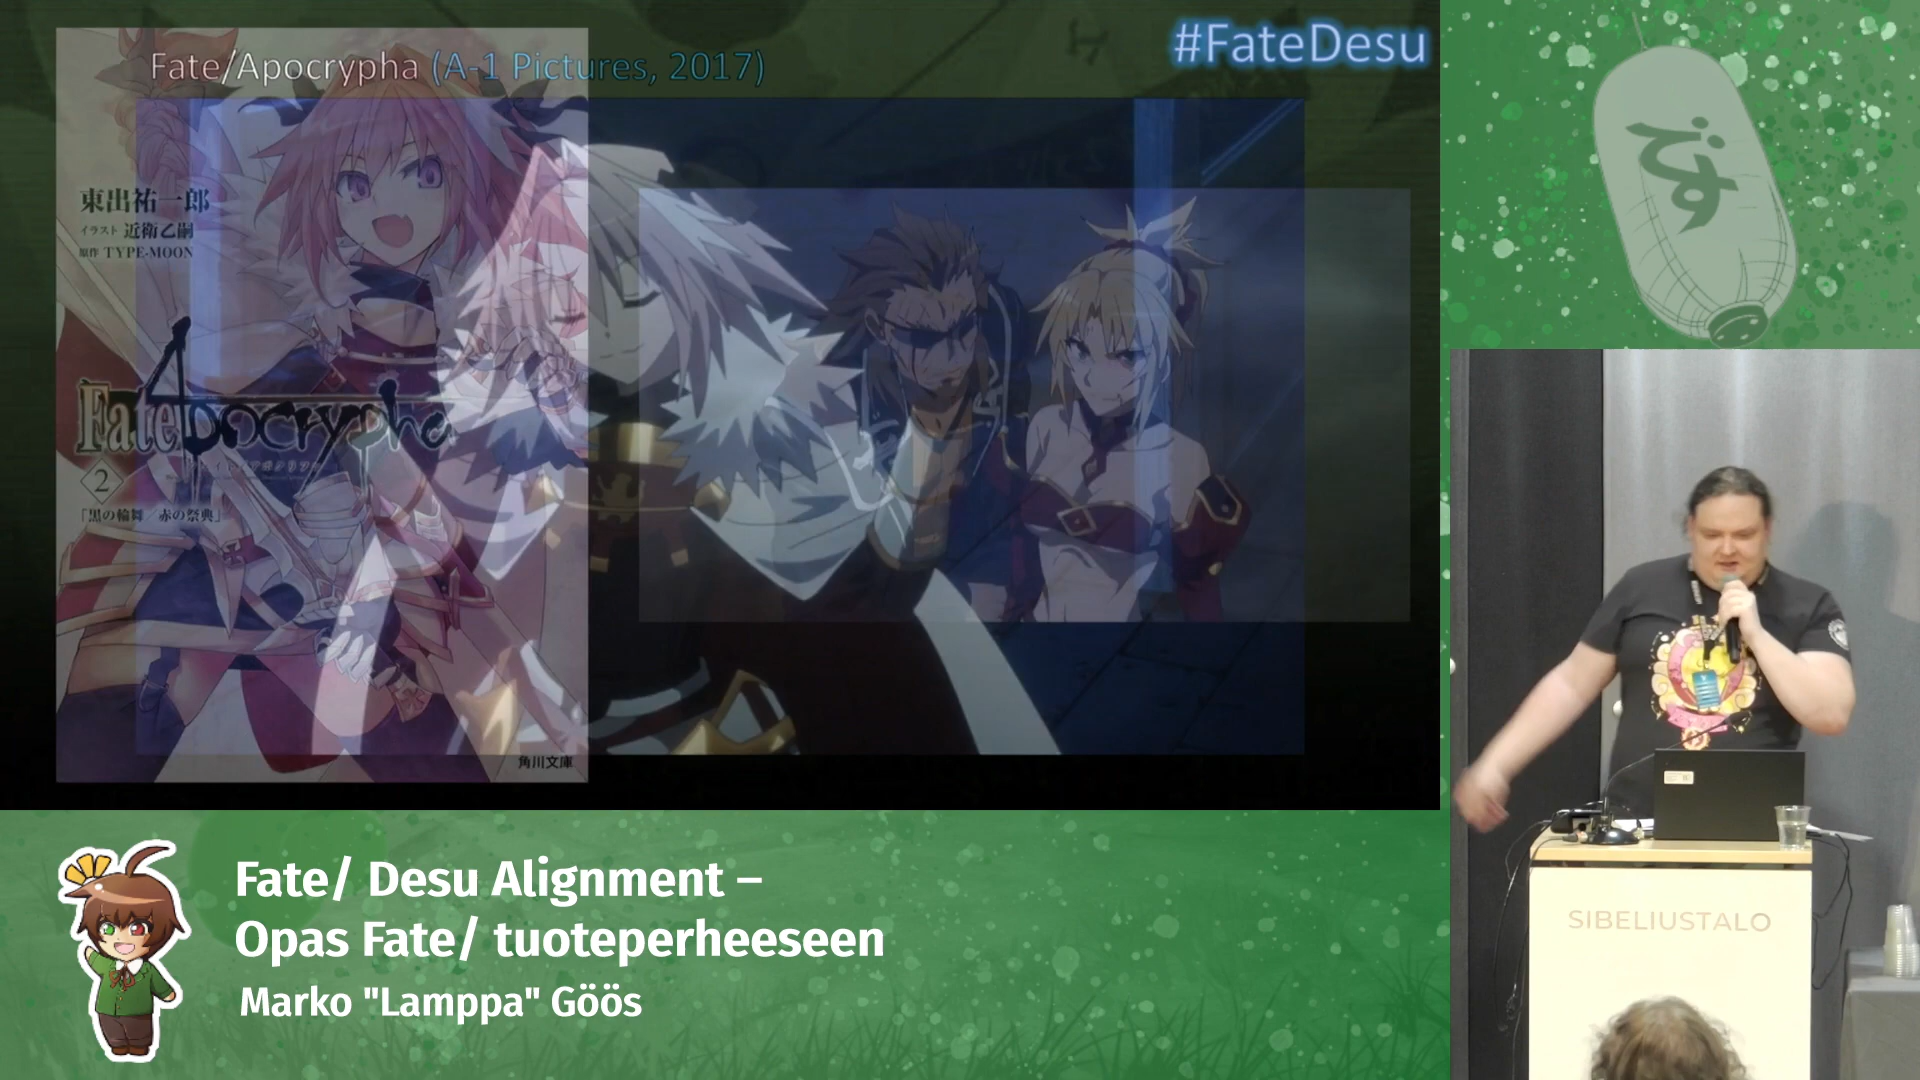 Fate/Apocrypha (A-1 Pictures, 2017)
#FateDesu
東出祐一郎
イラスト 近衛乙嗣
原作 TYPE-MOON
Fate/Apocrypha
2
「黒の輪舞/赤の祭典」
角川文庫
です
SIBELIUSTALO
Fate/ Desu Alignment –
Opas Fate/ tuoteperheeseen
Marko "Lamppa" Göös